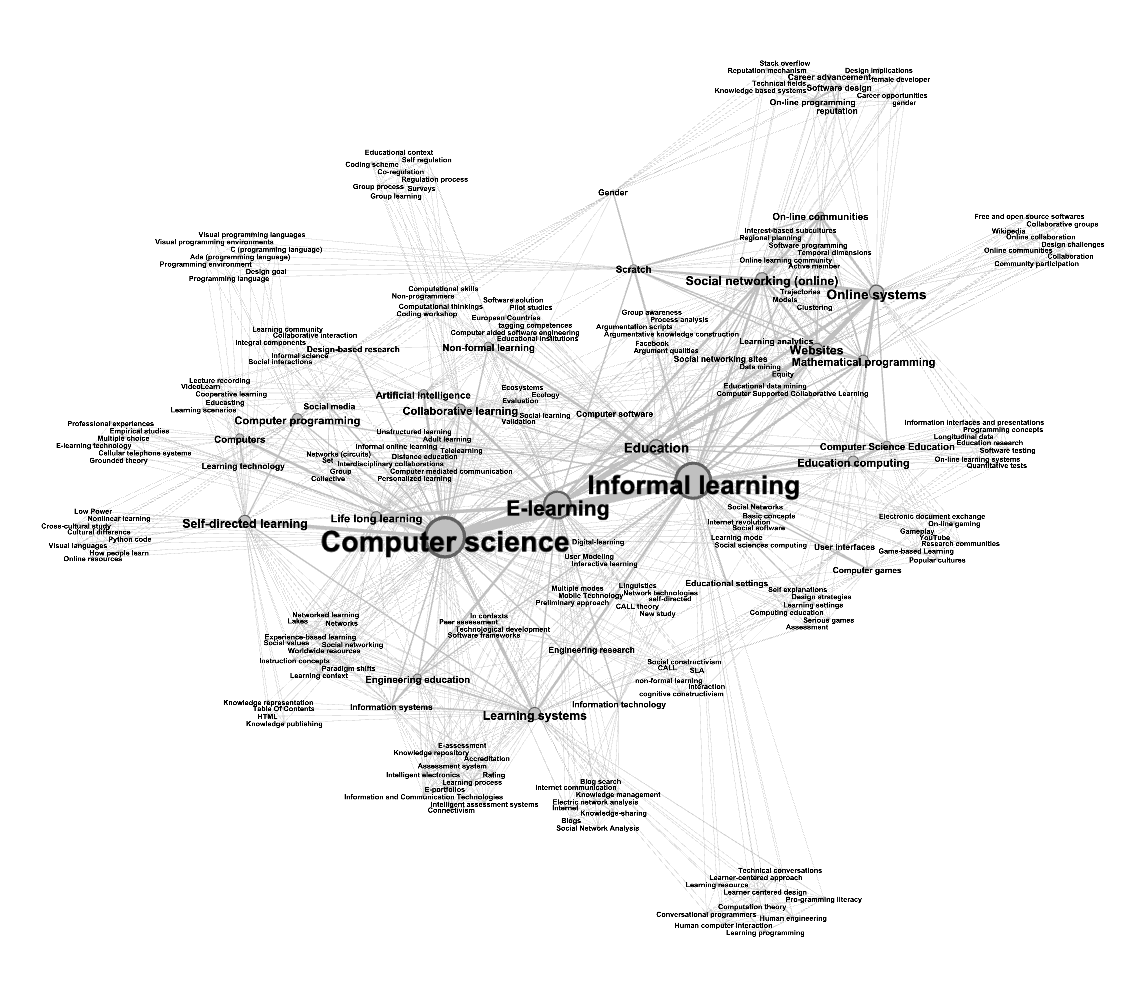 Stack overflow
Reputation mechanism
Design implications
Career advancement
female developer
Technical fields
Software design
Knowledge based systems
Career opportunities
On-line programming
gender
reputation
Educational context
Self regulation
Coding scheme
Co-regulation
Regulation process
Group process
Surveys
Group learning
Gender
On-line communities
Free and open source softwares
Collaborative groups
Wikipedia
Online collaboration
Design challenges
Online communities
Collaboration
Community participation
Interest-based subcultures
Regional planning
Software programming
Temporal dimensions
Online learning community
Active member
Visual programming languages
Visual programming environments
C (programming language)
Ada (programming language)
Programming environment
Design goal
Programming language
Scratch
Social networking (online)
Online systems
Trajectories
Models
Clustering
Computational skills
Non-programmers
Computational thinkings
Coding workshop
Software solution
Pilot studies
European Countries
tagging competences
Computer aided software engineering
Educational institutions
Non-formal learning
Group awareness
Process analysis
Argumentation scripts
Argumentative knowledge construction
Facebook
Argument qualities
Learning analytics
Websites
Social networking sites
Mathematical programming
Data mining
Equity
Educational data mining
Computer Supported Collaborative Learning
Learning community
Collaborative interaction
Integral components
Design-based research
Informal science
Social interactions
Lecture recording
VideoLearn
Cooperative learning
Educasting
Learning scenarios
Social media
Computer programming
Artificial intelligence
Collaborative learning
Ecosystems
Ecology
Evaluation
Social learning
Validation
Computer software
Professional experiences
Empirical studies
Multiple choice
E-learning technology
Cellular telephone systems
Grounded theory
Computers
Learning technology
Unstructured learning
Adult learning
Informal online learning
Telelearning
Networks (circuits)
Distance education
Set
Interdisciplinary collaborations
Group
Computer mediated communication
Collective
Personalized learning
Education
Information interfaces and presentations
Programming concepts
Longitudinal data
Education research
Computer Science Education
Software testing
Education computing
On-line learning systems
Quantitative tests
Informal learning
E-learning
Computer science
Self-directed learning
Life long learning
Low Power
Nonlinear learning
Cross-cultural study
Cultural difference
Python code
Visual languages
How people learn
Online resources
Social Networks
Basic concepts
Internet revolution
Social software
Learning mode
Social sciences computing
Electronic document exchange
On-line gaming
Gameplay
YouTube
Research communities
Game-based Learning
Popular cultures
User interfaces
Computer games
Digital-learning
User Modeling
Interactive learning
Educational settings
Self explanations
Design strategies
Learning settings
Computing education
Serious games
Assessment
Multiple modes
Mobile Technology
Preliminary approach
Linguistics
Network technologies
self-directed
CALL theory
New study
In contexts
Peer assessment
Technological development
Software frameworks
Networked learning
Lakes
Networks
Experience-based learning
Social values
Social networking
Worldwide resources
Instruction concepts
Paradigm shifts
Learning context
Engineering research
Social constructivism
CALL
SLA
non-formal learning
interaction
cognitive constructivism
Engineering education
Information systems
Information technology
Learning systems
Knowledge representation
Table Of Contents
HTML
Knowledge publishing
E-assessment
Knowledge repository
Accreditation
Assessment system
Intelligent electronics
Rating
Learning process
E-portfolios
Information and Communication Technologies
Intelligent assessment systems
Connectivism
Blog search
Internet communication
Knowledge management
Electric network analysis
Internet
Knowledge-sharing
Blogs
Social Network Analysis
Technical conversations
Learner-centered approach
Learning resource
Learner centered design
Pro-gramming literacy
Computation theory
Conversational programmers
Human engineering
Human computer interaction
Learning programming